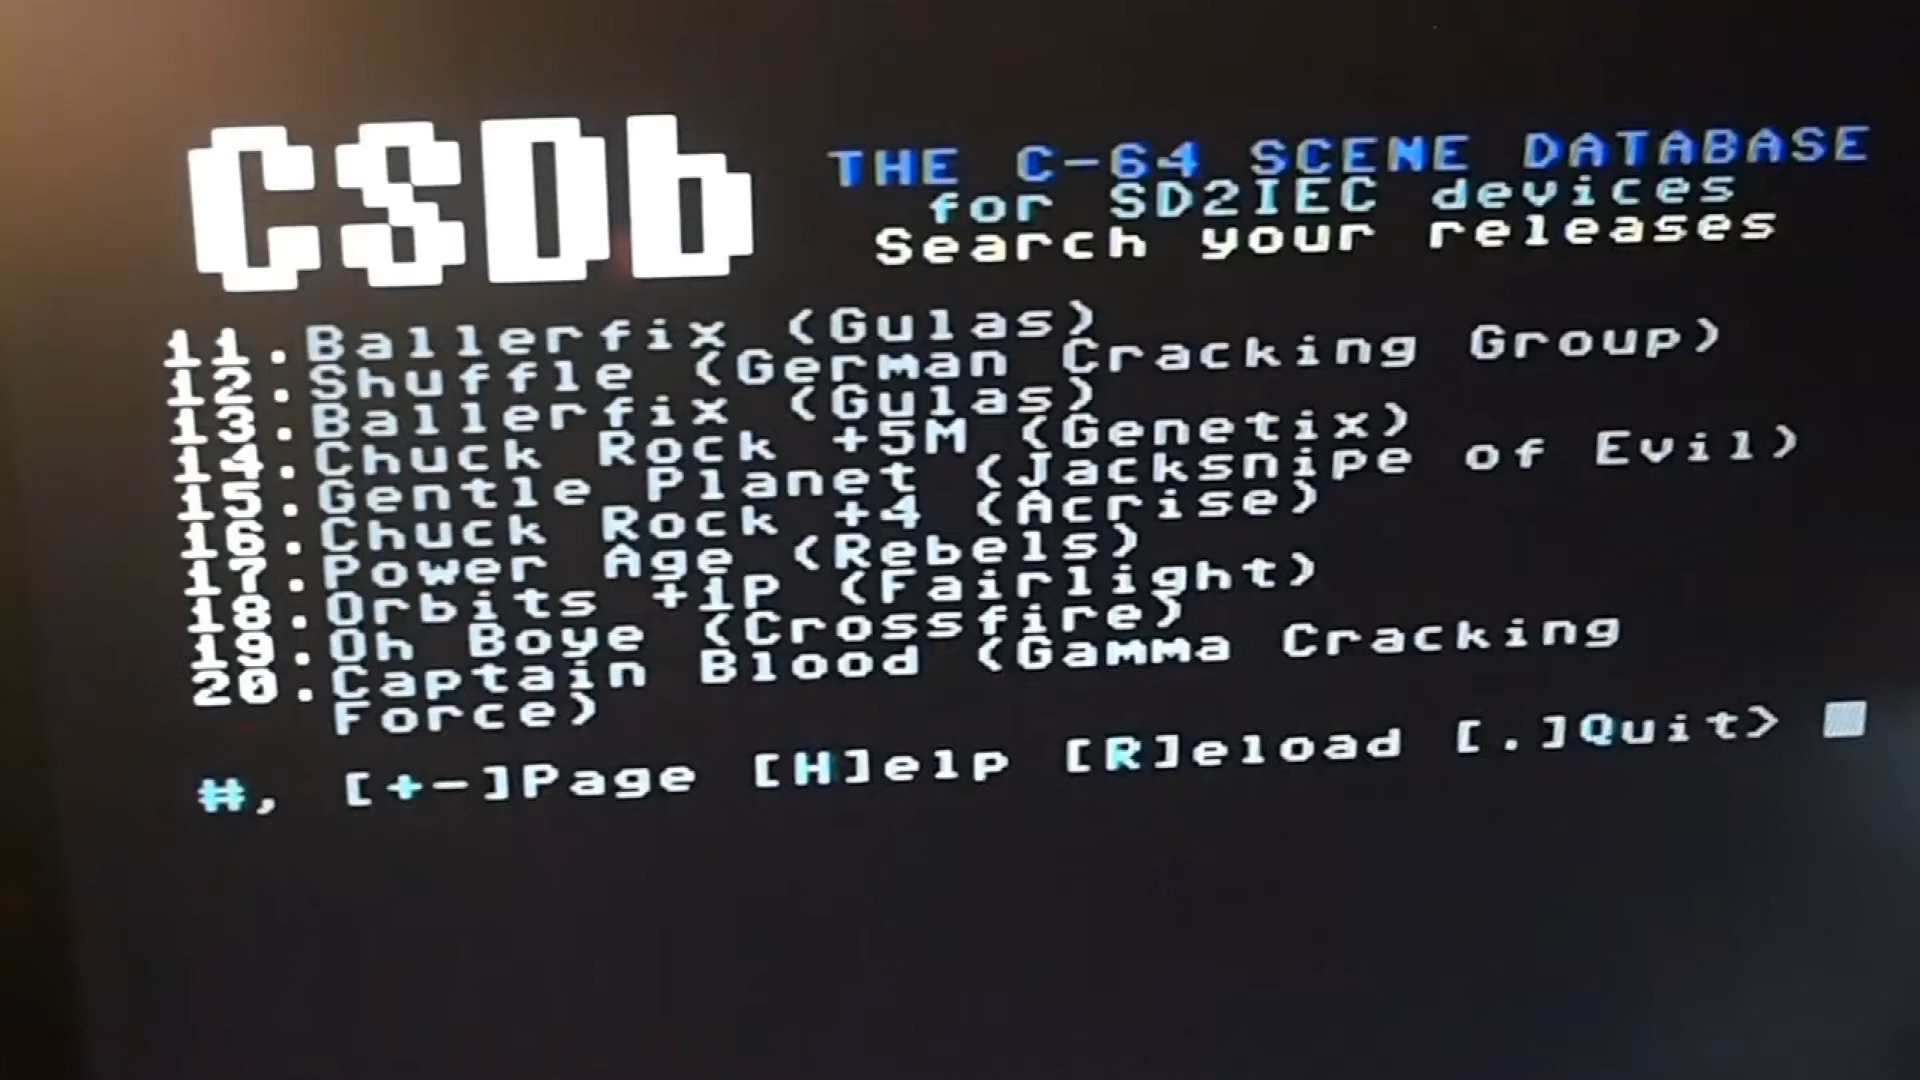 CSDb
THE C-64 SCENE DATABASE
for SD2IEC devices
Search your releases
11.Ballerfix (Gulas)
12.Shuffle (German Cracking Group)
13.Ballerfix (Gulas)
14.Chuck Rock +5M (Genetix)
15.Gentle Planet (Jacksnipe of Evil)
16.Chuck Rock +4 (Acrise)
17.Power Age (Rebels)
18.Orbits +1P (Fairlight)
19.Oh Boye (Crossfire)
20.Captain Blood (Gamma Cracking
Force)
#, [+-]Page [H]elp [R]eload [.]Quit>